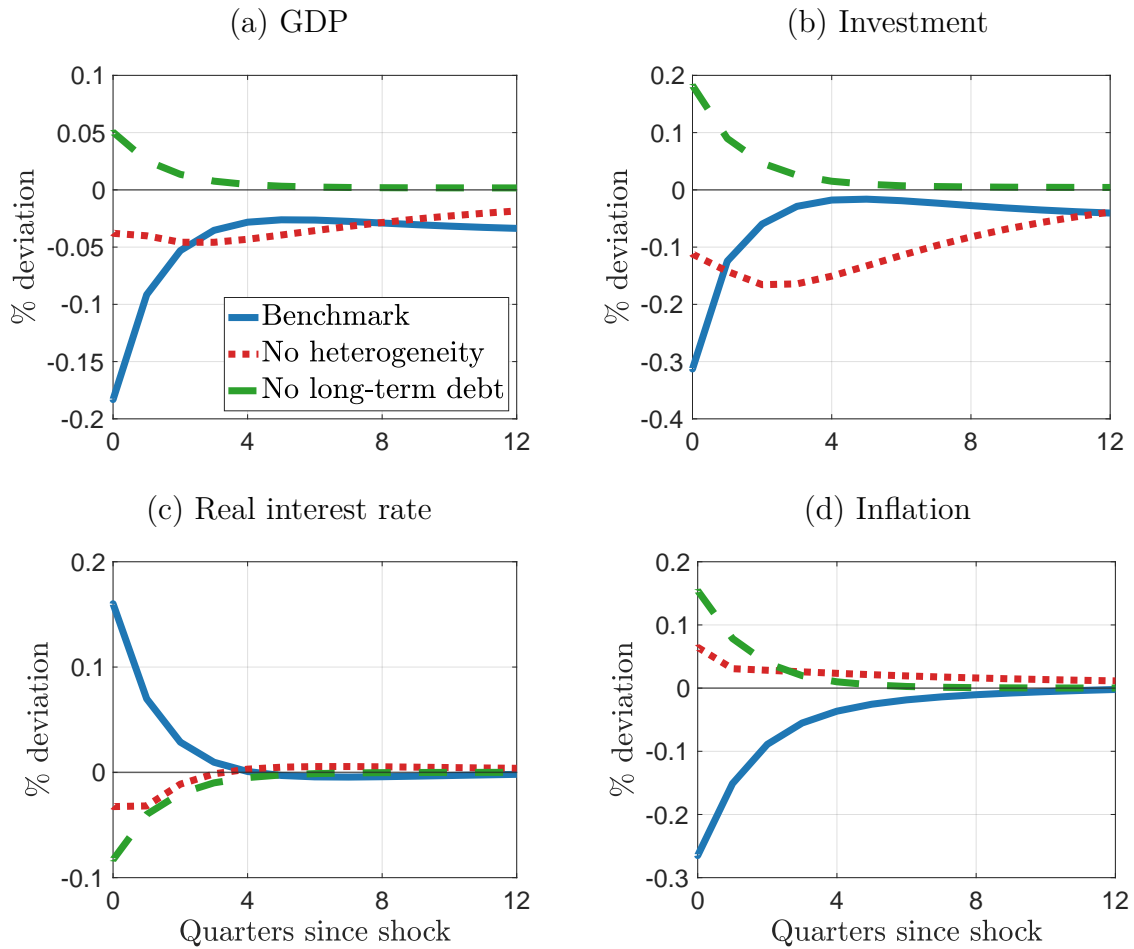 (a) GDP
% deviation
0.1
0.05
0
-0.05
-0.1
-0.15
-0.2
0 4 8 12
Benchmark
No heterogeneity
No long-term debt
(b) Investment
% deviation
0.2
0.1
0
-0.1
-0.2
-0.3
-0.4
0 4 8 12
(c) Real interest rate
% deviation
0.2
0.1
0
-0.1
0 4 8 12
Quarters since shock
(d) Inflation
% deviation
0.2
0.1
0
-0.1
-0.2
-0.3
0 4 8 12
Quarters since shock